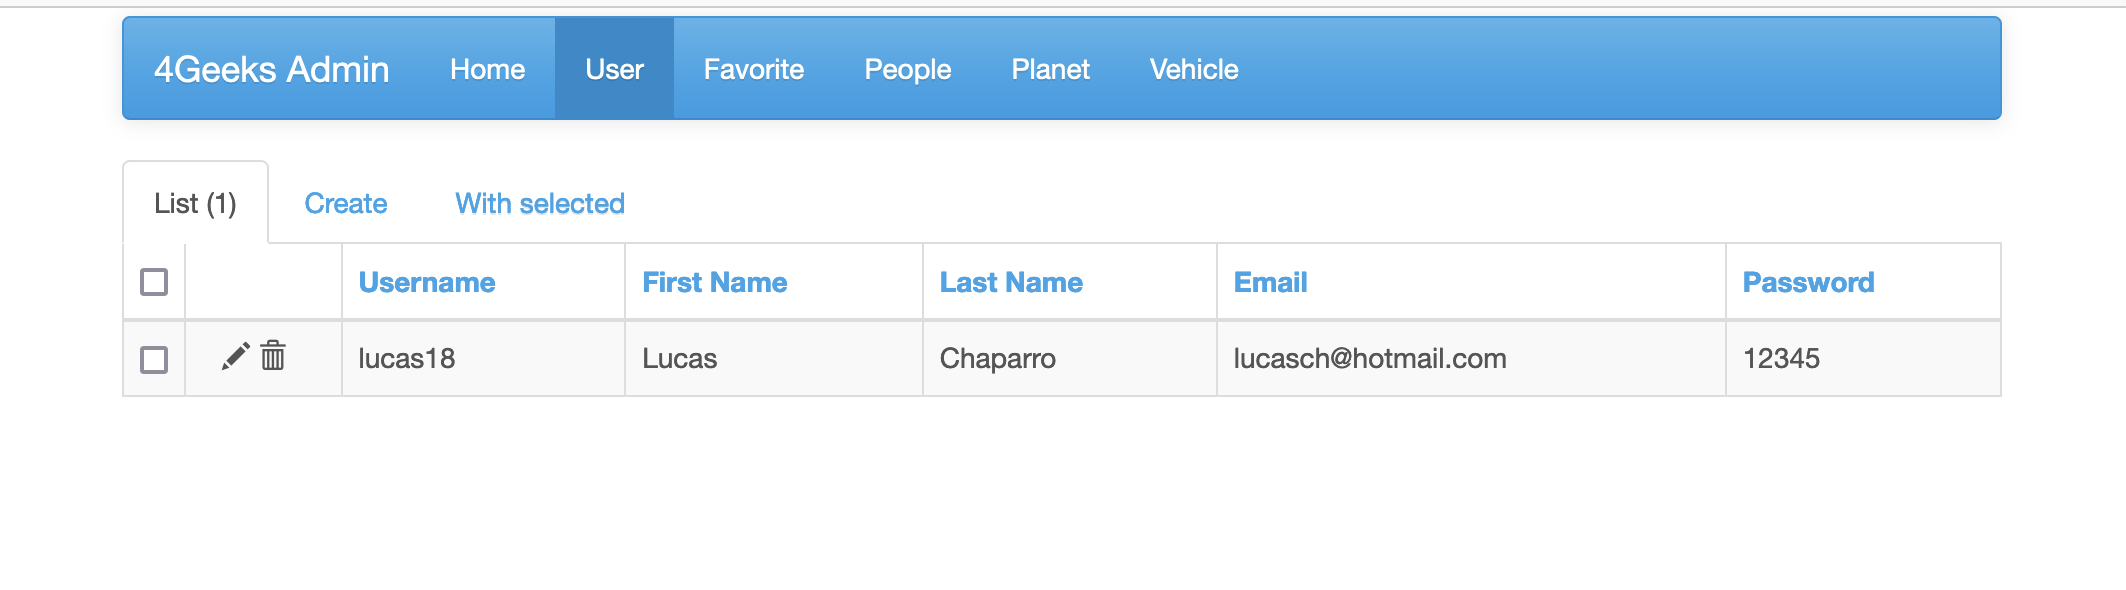 4Geeks Admin Home User Favorite People Planet Vehicle
List (1) Create With selected
Username First Name Last Name Email Password
lucas18 Lucas Chaparro lucasch@hotmail.com 12345